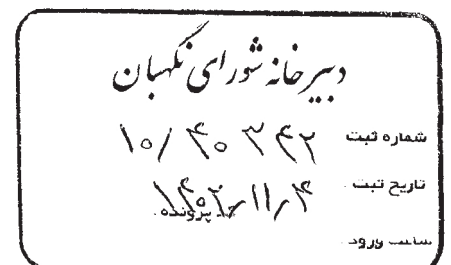 دبیرخانه شورای نگهبان
شماره ثبت ۱۰/۴۰۳۴۲
تاریخ ثبت ۱۴۰۲/۱۱/۴
پرونده
ساعت ورود